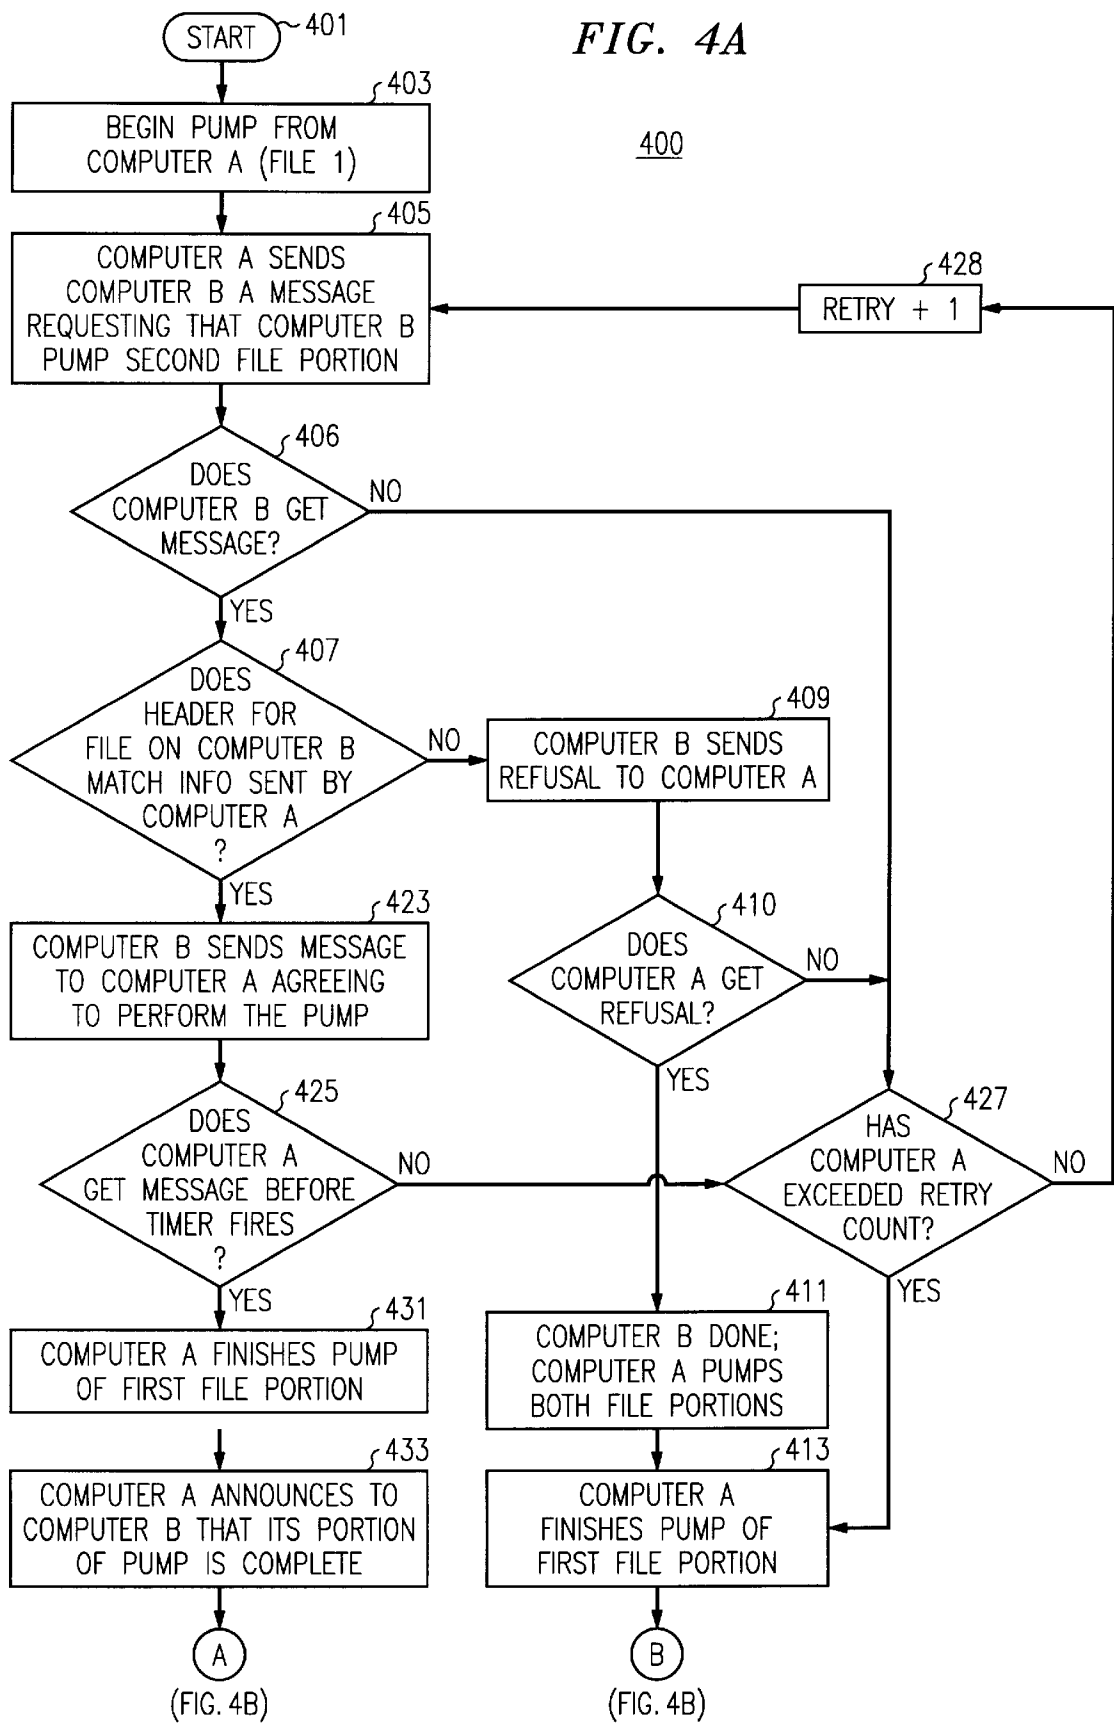 START
401
FIG. 4A
403
BEGIN PUMP FROM
COMPUTER A (FILE 1)
400
405
COMPUTER A SENDS
COMPUTER B A MESSAGE
REQUESTING THAT COMPUTER B
PUMP SECOND FILE PORTION
428
RETRY + 1
406
DOES
COMPUTER B GET
MESSAGE?
NO
YES
407
DOES
HEADER FOR
FILE ON COMPUTER B
MATCH INFO SENT BY
COMPUTER A
?
NO
YES
409
COMPUTER B SENDS
REFUSAL TO COMPUTER A
410
DOES
COMPUTER A GET
REFUSAL?
NO
YES
423
COMPUTER B SENDS MESSAGE
TO COMPUTER A AGREEING
TO PERFORM THE PUMP
425
DOES
COMPUTER A
GET MESSAGE BEFORE
TIMER FIRES
?
NO
YES
427
HAS
COMPUTER A
EXCEEDED RETRY
COUNT?
NO
YES
431
COMPUTER A FINISHES PUMP
OF FIRST FILE PORTION
411
COMPUTER B DONE;
COMPUTER A PUMPS
BOTH FILE PORTIONS
433
COMPUTER A ANNOUNCES TO
COMPUTER B THAT ITS PORTION
OF PUMP IS COMPLETE
413
COMPUTER A
FINISHES PUMP OF
FIRST FILE PORTION
A
(FIG. 4B)
B
(FIG. 4B)